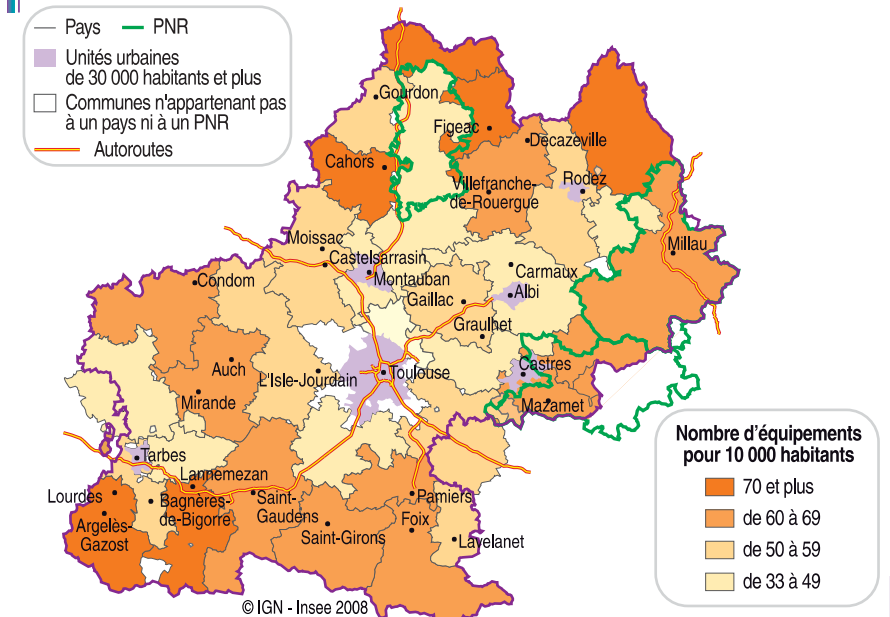 Pays
PNR
Unités urbaines
de 30 000 habitants et plus
Communes n'appartenant pas
à un pays ni à un PNR
Autoroutes
Gourdon
Figeac
Decazeville
Cahors
Villefranche-
de-Rouergue
Rodez
Moissac
Castelsarrasin
Montauban
Millau
Condom
Carmaux
Gaillac
Albi
Graulhet
Auch
L'Isle-Jourdain
Toulouse
Castres
Mirande
Mazamet
Tarbes
Lannemezan
Lourdes
Bagnères-
de-Bigorre
Saint-
Gaudens
Pamiers
Argelès-
Gazost
Foix
Saint-Girons
Lavelanet
© IGN - Insee 2008
Nombre d'équipements
pour 10 000 habitants
70 et plus
de 60 à 69
de 50 à 59
de 33 à 49